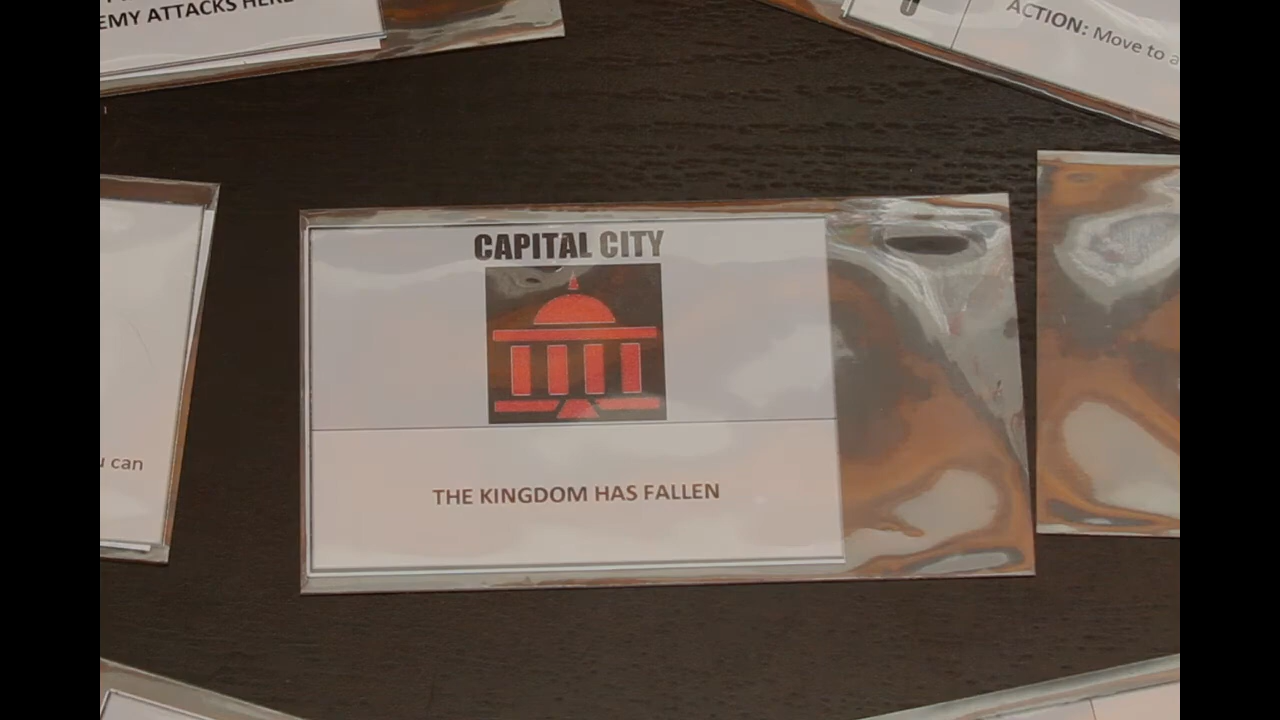 EMY ATTACKS HERE
ACTION: Move to a
CAPITAL CITY
u can
THE KINGDOM HAS FALLEN